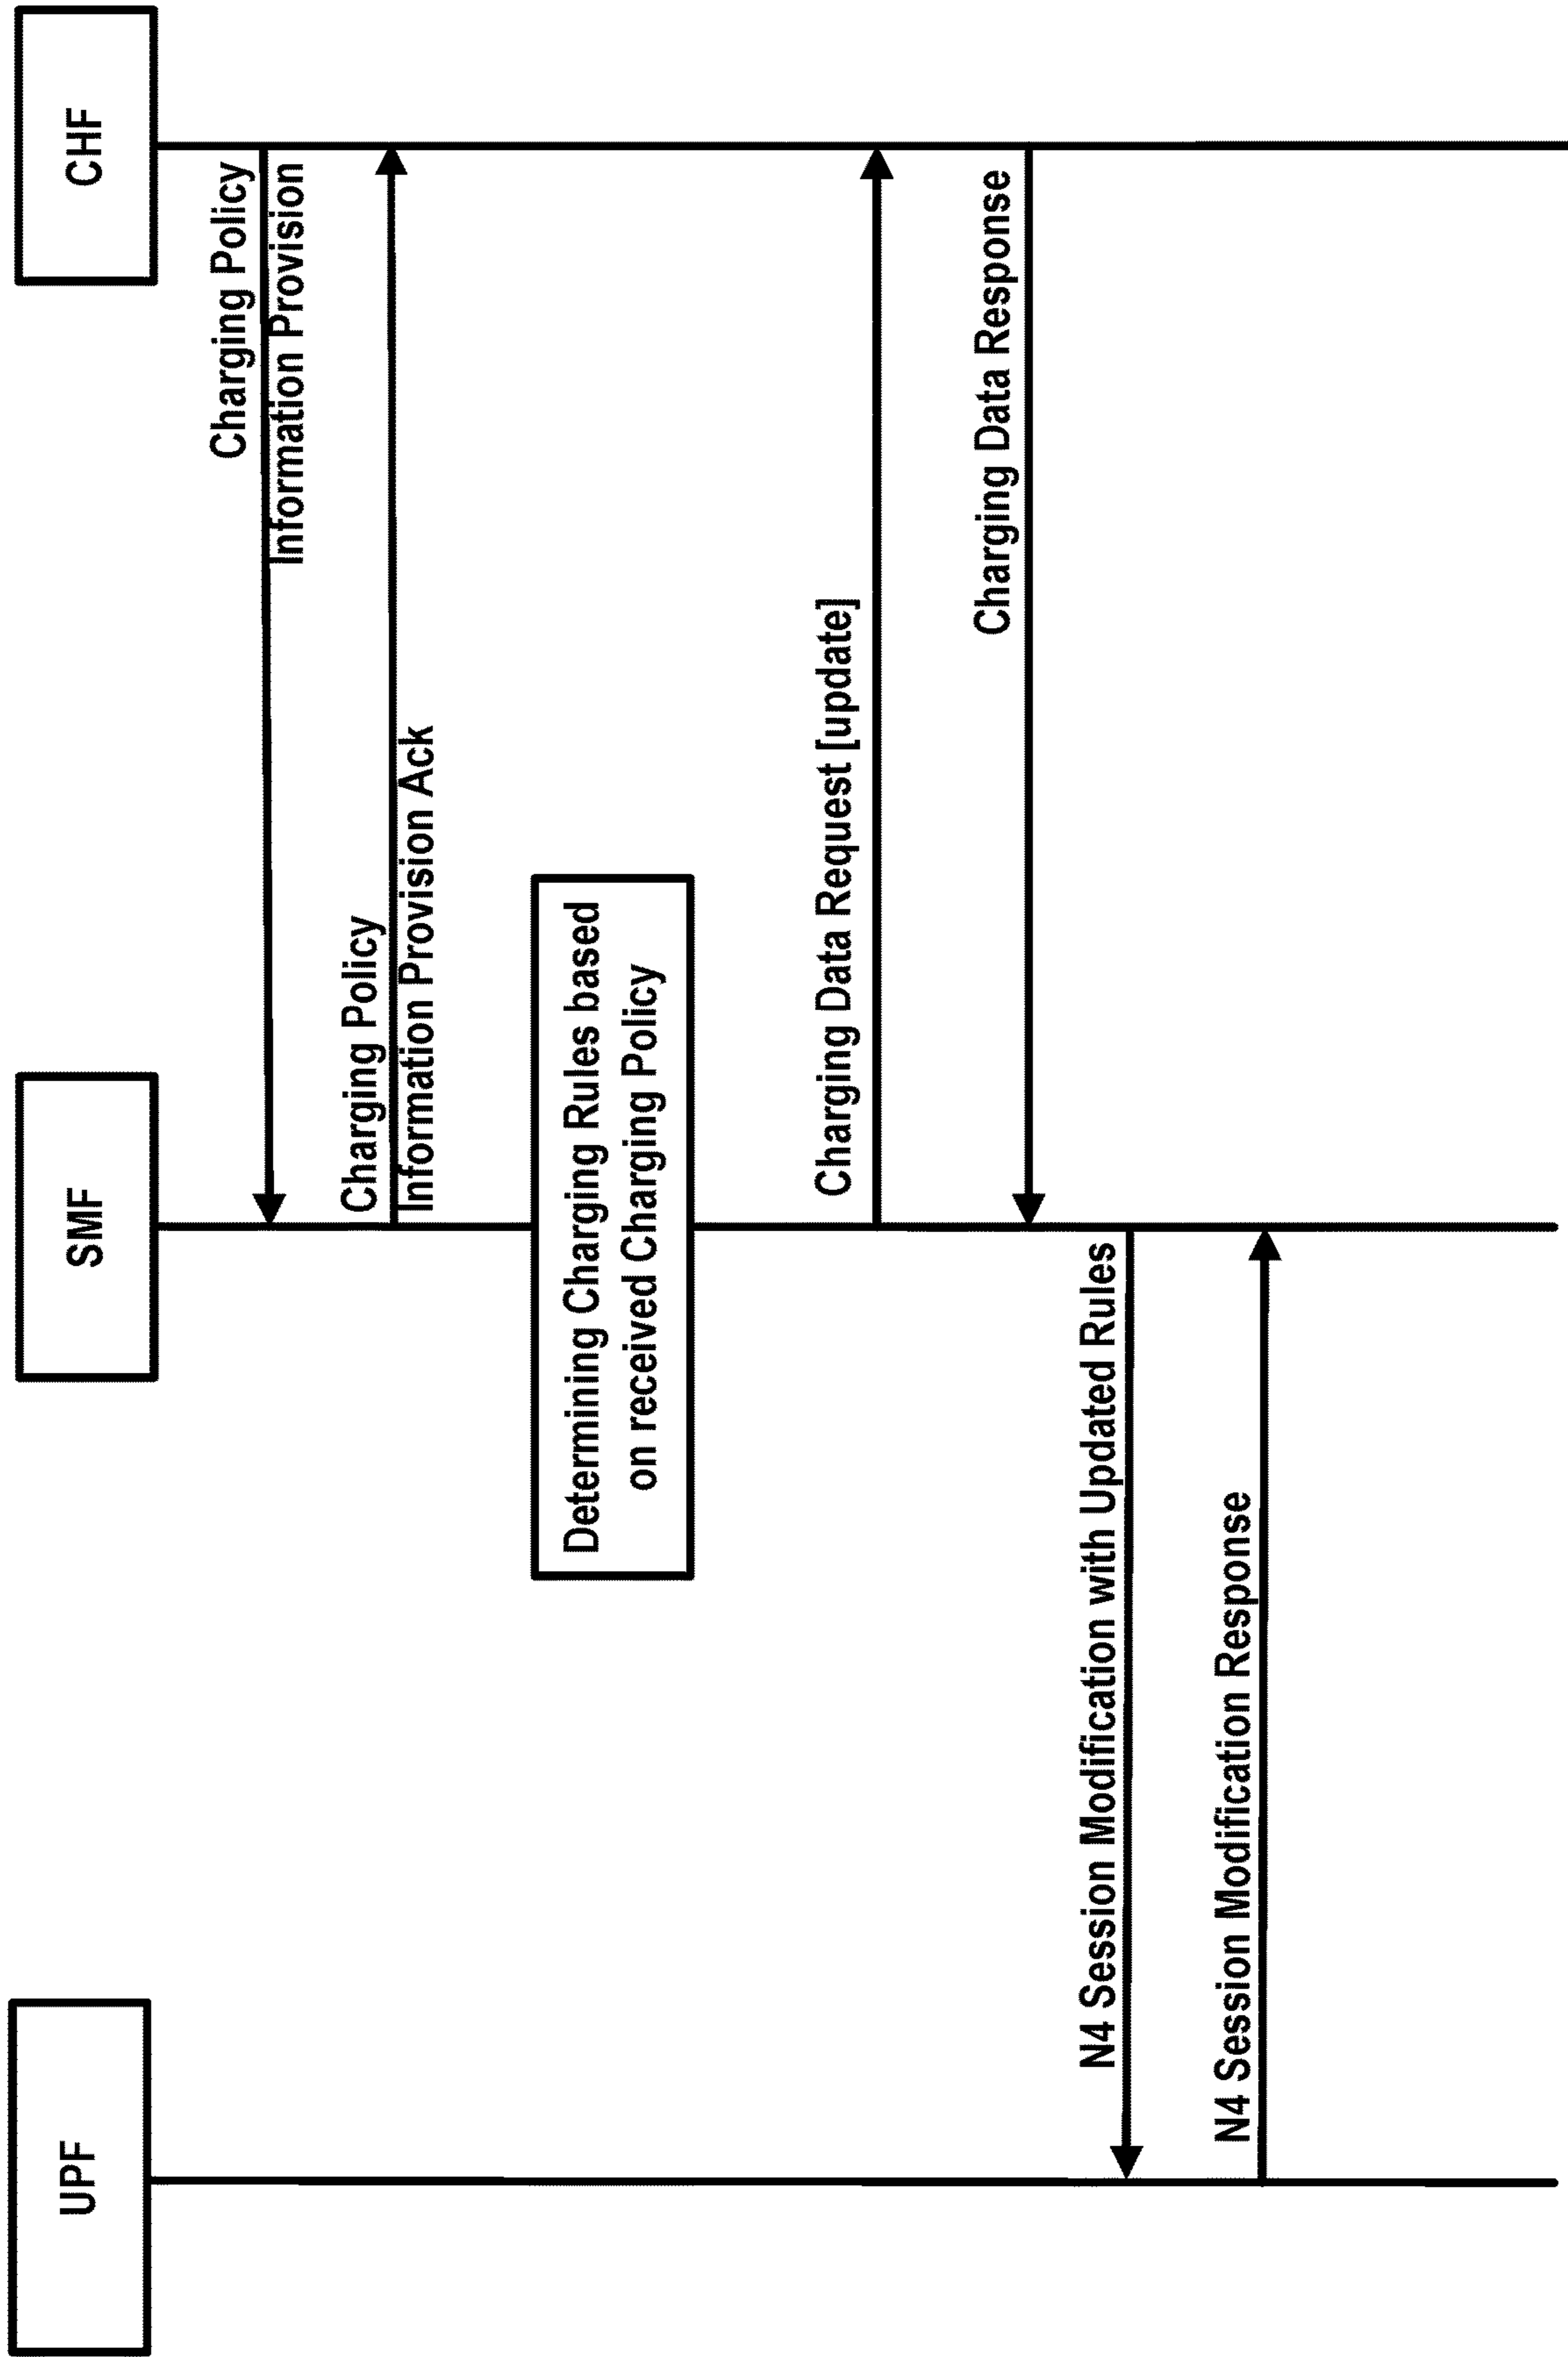 UPF
SMF
CHF
Charging Policy
Information Provision
Charging Policy
Information Provision Ack
Determining Charging Rules based
on received Charging Policy
Charging Data Request [update]
Charging Data Response
N4 Session Modification with Updated Rules
N4 Session Modification Response